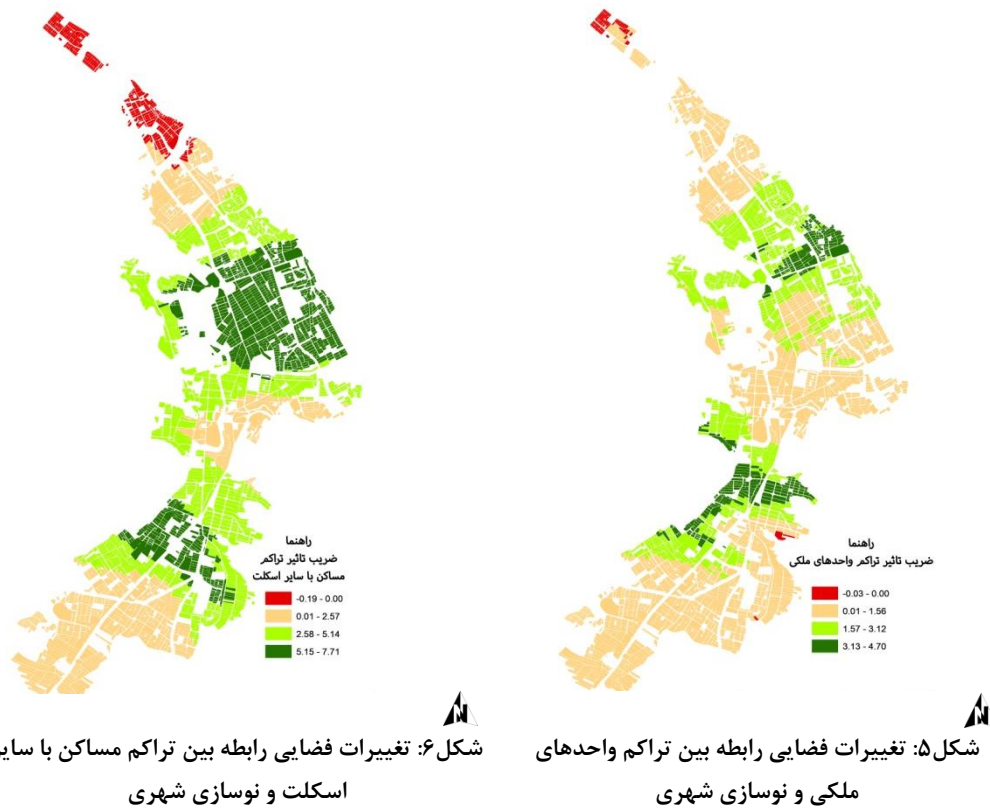 راهنما
ضریب تاثیر تراکم واحدهای ملکی
-0.03 - 0.00
0.01 - 1.56
1.57 - 3.12
3.13 - 4.70
N
شکل۵: تغییرات فضایی رابطه بین تراکم واحدهای
ملکی و نوسازی شهری
راهنما
ضریب تاثیر تراکم
مساکن با سایر اسکلت
-0.19 - 0.00
0.01 - 2.57
2.58 - 5.14
5.15 - 7.71
N
شکل۶: تغییرات فضایی رابطه بین تراکم مساکن با سایر
اسکلت و نوسازی شهری